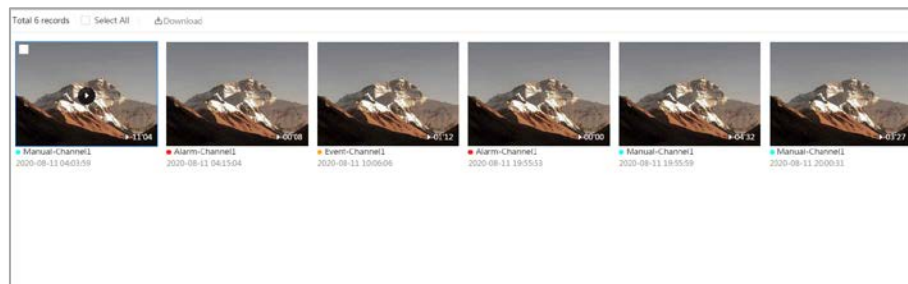 Total 6 records Select All Download
11:04 00:08 01:12 00:00 04:32 03:27
Manual-Channel1 Alarm-Channel1 Event-Channel1 Alarm-Channel1 Manual-Channel1 Manual-Channel1
2020-08-11 04:03:59 2020-08-11 04:15:04 2020-08-11 10:06:06 2020-08-11 19:55:53 2020-08-11 19:55:59 2020-08-11 20:00:31